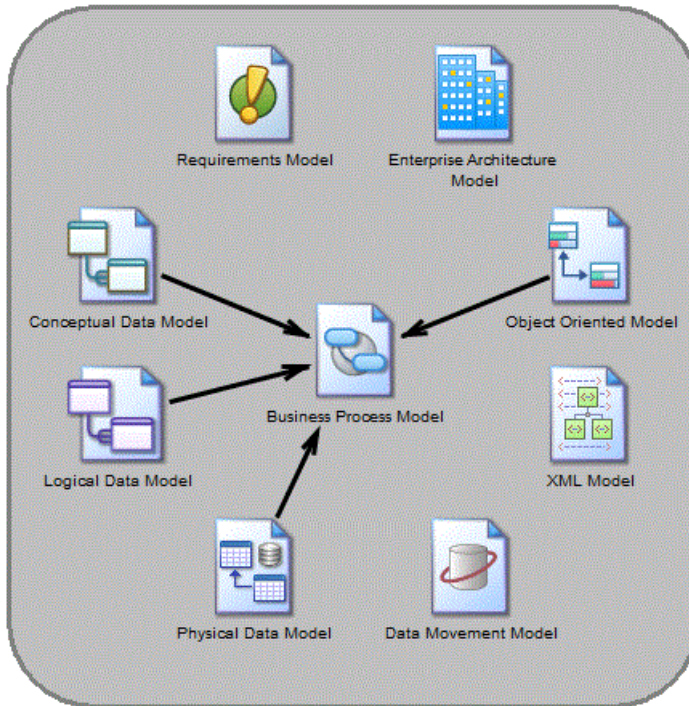 Requirements Model
Enterprise Architecture
Model
Conceptual Data Model
Object Oriented Model
Business Process Model
Logical Data Model
XML Model
Physical Data Model
Data Movement Model